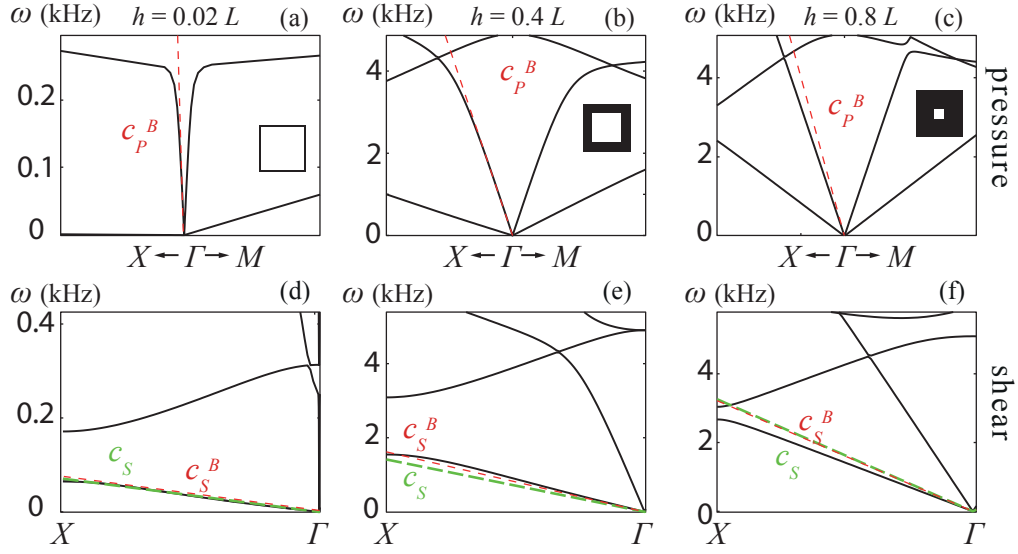 ω (kHz) h = 0.02 L (a)
0.2
0.1
0
c_P^B
X ← Γ → M
ω (kHz) h = 0.4 L (b)
4
2
0
c_P^B
X ← Γ → M
ω (kHz) h = 0.8 L (c)
4
2
0
c_P^B
X ← Γ → M
pressure
ω (kHz) (d)
0.4
0.2
0
c_S
c_S^B
X Γ
ω (kHz) (e)
4
2
0
c_S^B
c_S
X Γ
ω (kHz) (f)
4
2
0
c_S^B
c_S
X Γ
shear